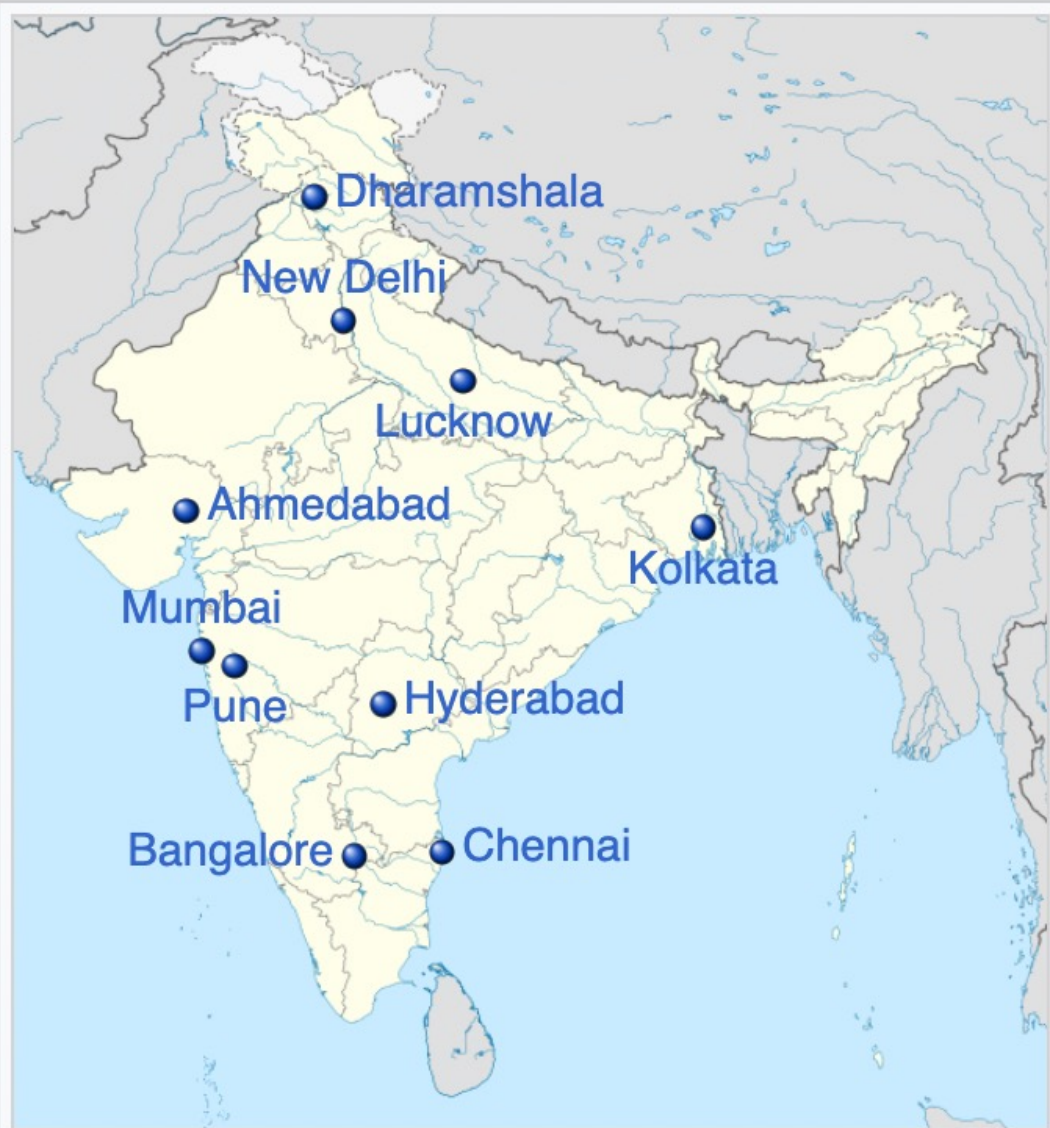 Dharamshala
New Delhi
Lucknow
Ahmedabad
Kolkata
Mumbai
Pune
Hyderabad
Bangalore
Chennai